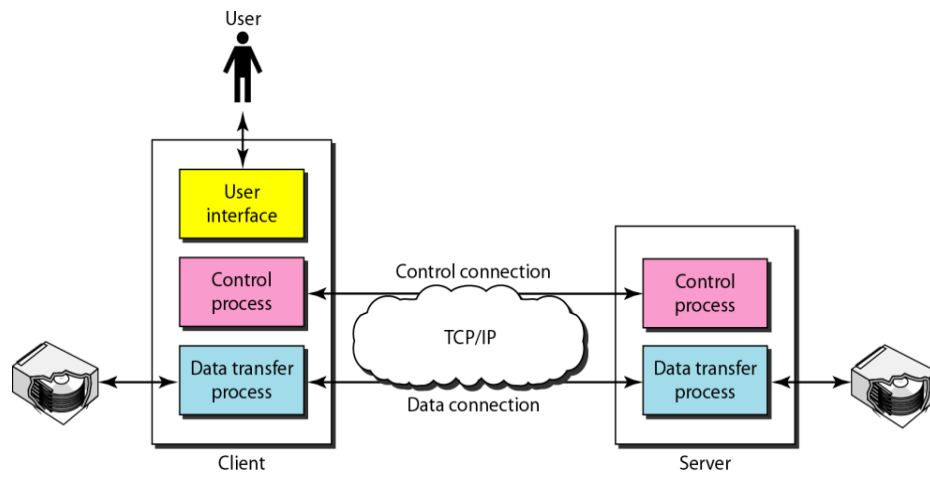 User
User
interface
Control
process
Data transfer
process
Client
Control connection
TCP/IP
Data connection
Control
process
Data transfer
process
Server